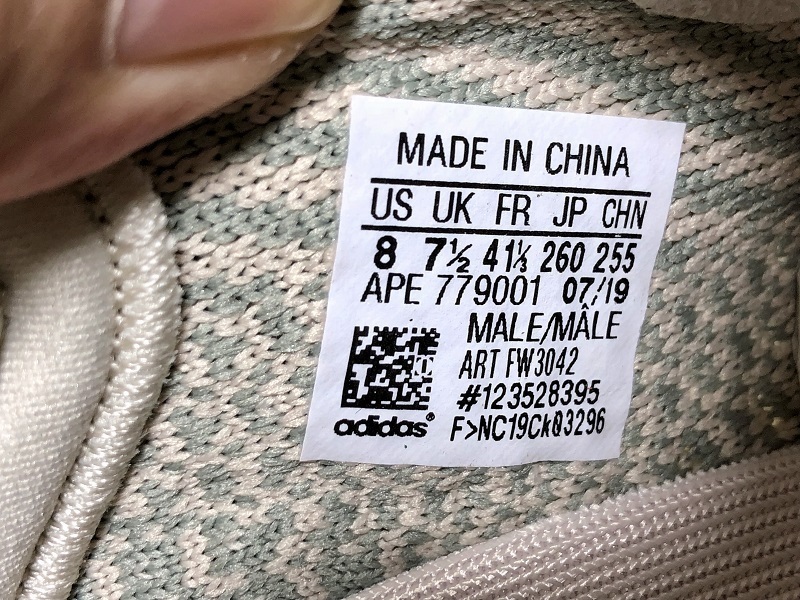 MADE IN CHINA
US UK FR JP CHN
8 7½ 41⅓ 260 255
APE 779001 07/19
MALE/MÂLE
ART FW3042
#123528395
F>NC19Ck03296
adidas®